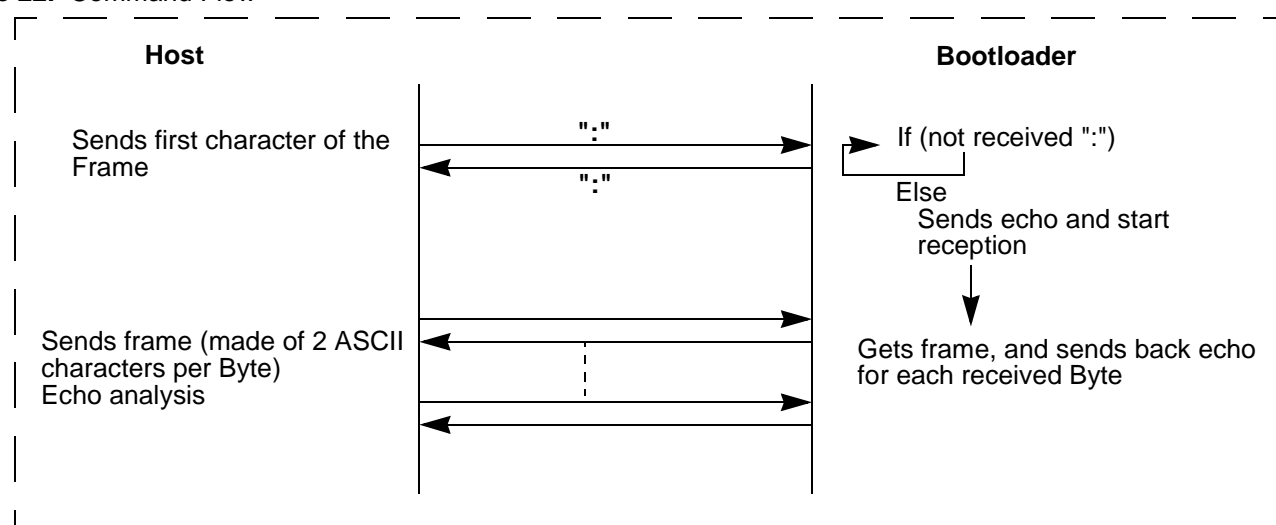 Command Flow
Host
Bootloader
Sends first character of the
Frame
":"
":"
If (not received ":")
Else
Sends echo and start
reception
Sends frame (made of 2 ASCII
characters per Byte)
Echo analysis
Gets frame, and sends back echo
for each received Byte